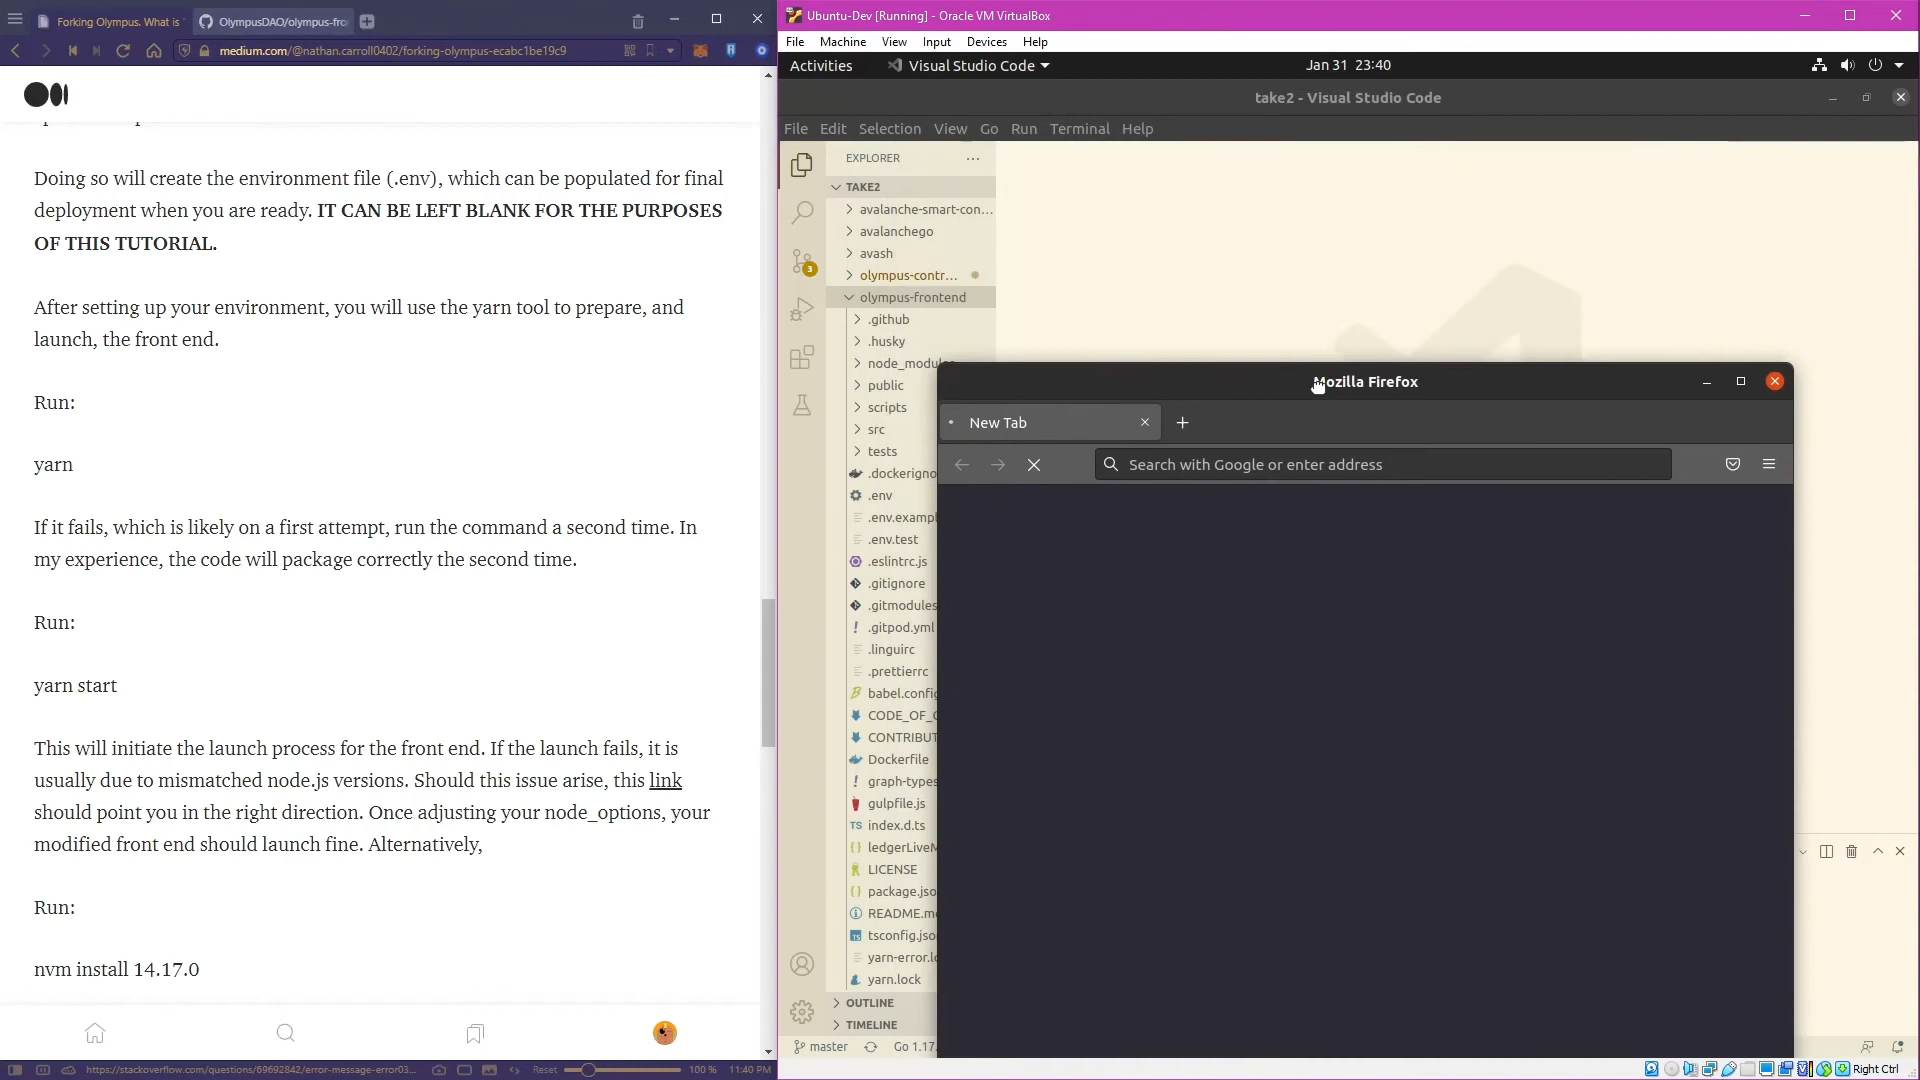 Forking Olympus. What is
OlympusDAO/olympus-fro
medium.com/@nathan.carroll0402/forking-olympus-ecabc1be19c9
Doing so will create the environment file (.env), which can be populated for final
deployment when you are ready. IT CAN BE LEFT BLANK FOR THE PURPOSES
OF THIS TUTORIAL.
After setting up your environment, you will use the yarn tool to prepare, and
launch, the front end.
Run:
yarn
If it fails, which is likely on a first attempt, run the command a second time. In
my experience, the code will package correctly the second time.
Run:
yarn start
This will initiate the launch process for the front end. If the launch fails, it is
usually due to mismatched node.js versions. Should this issue arise, this link
should point you in the right direction. Once adjusting your node_options, your
modified front end should launch fine. Alternatively,
Run:
nvm install 14.17.0
https://stackoverflow.com/questions/69692842/error-message-error03...
Reset
100 %
11:40 PM
Ubuntu-Dev [Running] - Oracle VM VirtualBox
File Machine View Input Devices Help
Activities
Visual Studio Code
Jan 31 23:40
take2 - Visual Studio Code
File Edit Selection View Go Run Terminal Help
EXPLORER
TAKE2
avalanche-smart-con...
avalanchego
avash
olympus-contr...
3
olympus-frontend
.github
.husky
node_modules
public
scripts
src
tests
.dockerigno
.env
.env.exampl
.env.test
.eslintrc.js
.gitignore
.gitmodules
.gitpod.yml
.linguirc
.prettierrc
babel.config
CODE_OF_C
CONTRIBUT
Dockerfile
graph-types
gulpfile.js
index.d.ts
ledgerLiveM
LICENSE
package.jso
README.m
tsconfig.jso
yarn-error.lo
yarn.lock
OUTLINE
TIMELINE
master
Go 1.17.
Mozilla Firefox
New Tab
Search with Google or enter address
Right Ctrl